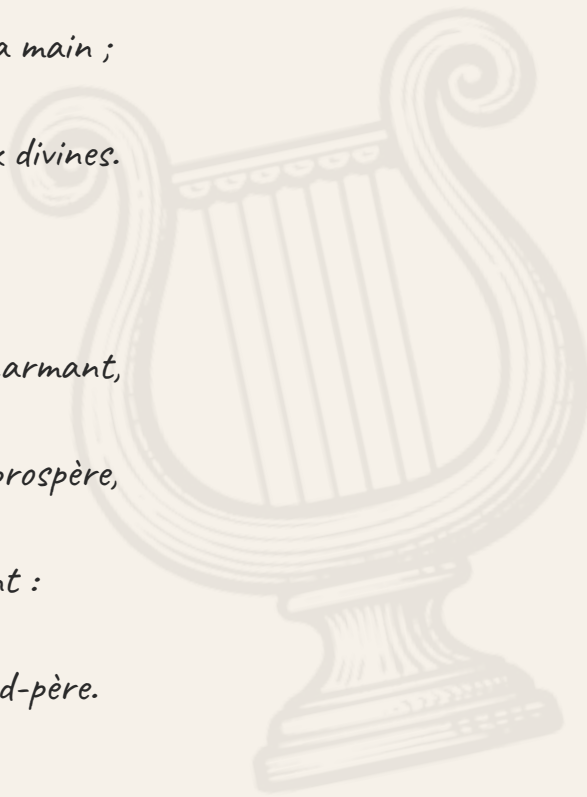 a main ;
divines.
armant,
prospère,
nt :
d-père.